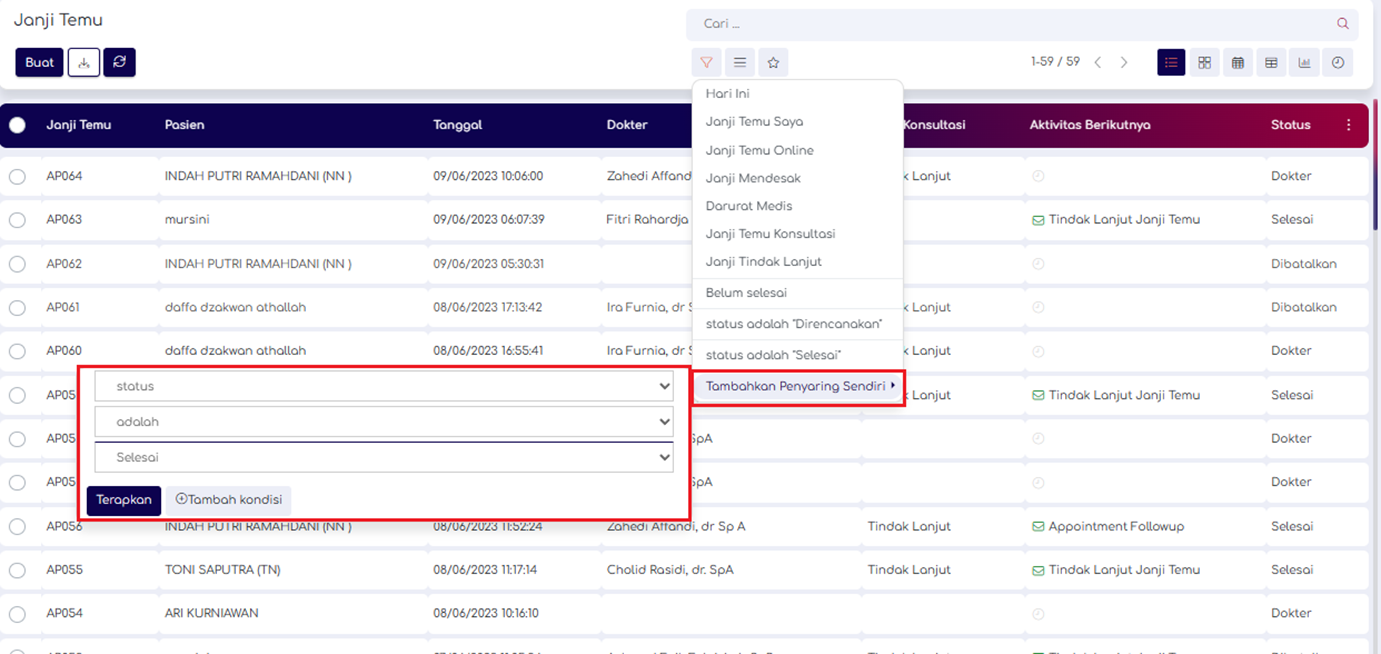 Janji Temu
Cari ...
Buat
1-59 / 59
Hari Ini
Janji Temu Saya
Janji Temu Online
Janji Mendesak
Darurat Medis
Janji Temu Konsultasi
Janji Tindak Lanjut
Belum selesai
status adalah "Direncanakan"
status adalah "Selesai"
Tambahkan Penyaring Sendiri
Janji Temu Pasien Tanggal Dokter Konsultasi Aktivitas Berikutnya Status
AP064 INDAH PUTRI RAMAHDANI (NN ) 09/06/2023 10:06:00 Zahedi Affand k Lanjut Dokter
AP063 mursini 09/06/2023 06:07:39 Fitri Rahardja Tindak Lanjut Janji Temu Selesai
AP062 INDAH PUTRI RAMAHDANI (NN ) 09/06/2023 05:30:31 Dibatalkan
AP061 daffa dzakwan athallah 08/06/2023 17:13:42 Ira Furnia, dr S k Lanjut Dibatalkan
AP060 daffa dzakwan athallah 08/06/2023 16:55:41 Ira Furnia, dr S k Lanjut Dokter
AP05 k Lanjut Tindak Lanjut Janji Temu Selesai
AP05 SpA Dokter
AP05 SpA Dokter
status
adalah
Selesai
Terapkan Tambah kondisi
AP056 INDAH PUTRI RAMAHDANI (NN ) 08/06/2023 11:52:24 Zahedi Affandi, dr Sp A Tindak Lanjut Appointment Followup Selesai
AP055 TONI SAPUTRA (TN) 08/06/2023 11:17:14 Cholid Rasidi, dr. SpA Tindak Lanjut Tindak Lanjut Janji Temu Selesai
AP054 ARI KURNIAWAN 08/06/2023 10:16:10 Dokter